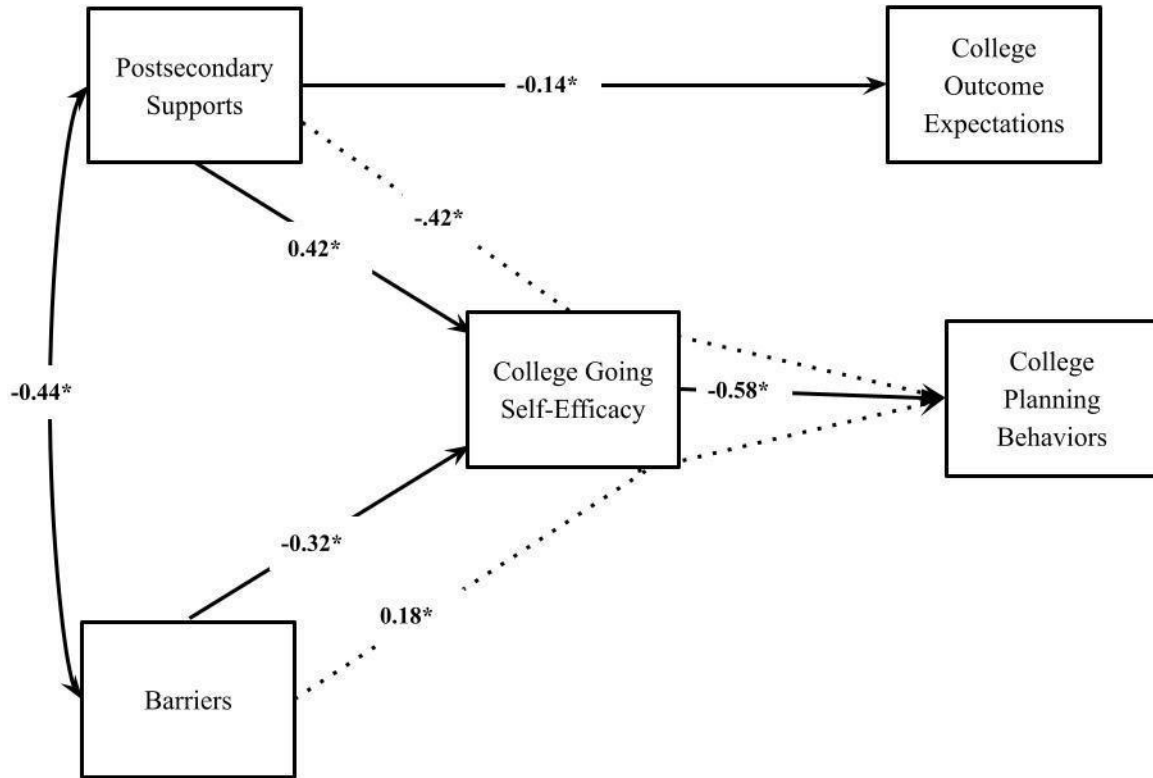 Postsecondary
Supports
-0.14*
College
Outcome
Expectations
-.42*
0.42*
-0.44*
College Going
Self-Efficacy
-0.58*
College
Planning
Behaviors
-0.32*
0.18*
Barriers